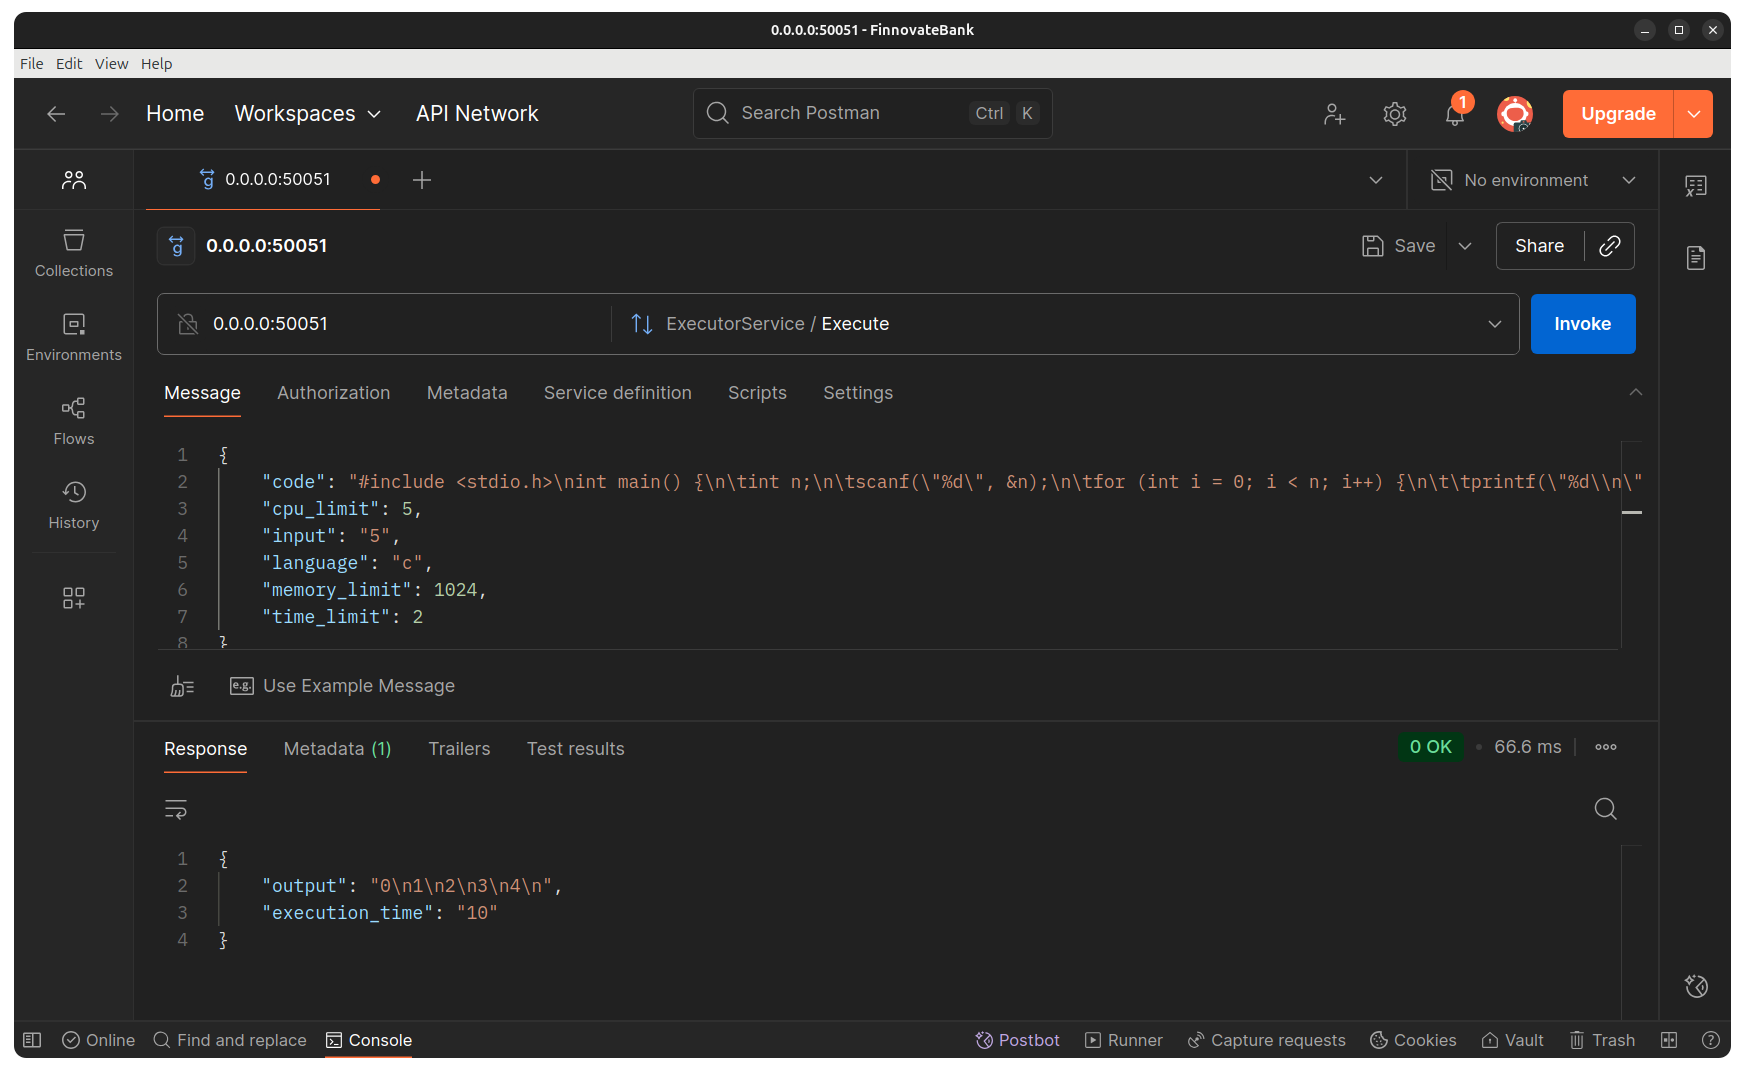 0.0.0.0:50051 - FinnovateBank
File Edit View Help
Home Workspaces API Network Search Postman Ctrl K 1 Upgrade
0.0.0.0:50051 No environment
0.0.0.0:50051 Save Share
Collections
0.0.0.0:50051 ExecutorService / Execute Invoke
Environments
Message Authorization Metadata Service definition Scripts Settings
Flows
History
1 {
2 "code": "#include <stdio.h>\nint main() {\n\tint n;\n\tscanf(\"%d\", &n);\n\tfor (int i = 0; i < n; i++) {\n\t\tprintf(\"%d\\n\"
3 "cpu_limit": 5,
4 "input": "5",
5 "language": "c",
6 "memory_limit": 1024,
7 "time_limit": 2
8 }
e.g. Use Example Message
Response Metadata (1) Trailers Test results 0 OK 66.6 ms
1 {
2 "output": "0\n1\n2\n3\n4\n",
3 "execution_time": "10"
4 }
Online Find and replace Console Postbot Runner Capture requests Cookies Vault Trash